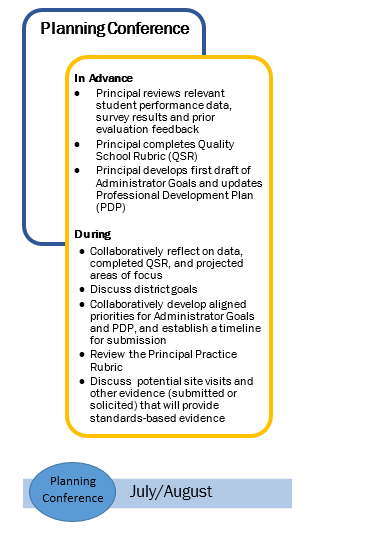 Planning Conference
In Advance
● Principal reviews relevant
student performance data,
survey results and prior
evaluation feedback
● Principal completes Quality
School Rubric (QSR)
● Principal develops first draft of
Administrator Goals and updates
Professional Development Plan
(PDP)
During
● Collaboratively reflect on data,
completed QSR, and projected
areas of focus
● Discuss district goals
● Collaboratively develop aligned
priorities for Administrator Goals
and PDP, and establish a timeline
for submission
● Review the Principal Practice
Rubric
● Discuss potential site visits and
other evidence (submitted or
solicited) that will provide
standards-based evidence
Planning
Conference
July/August